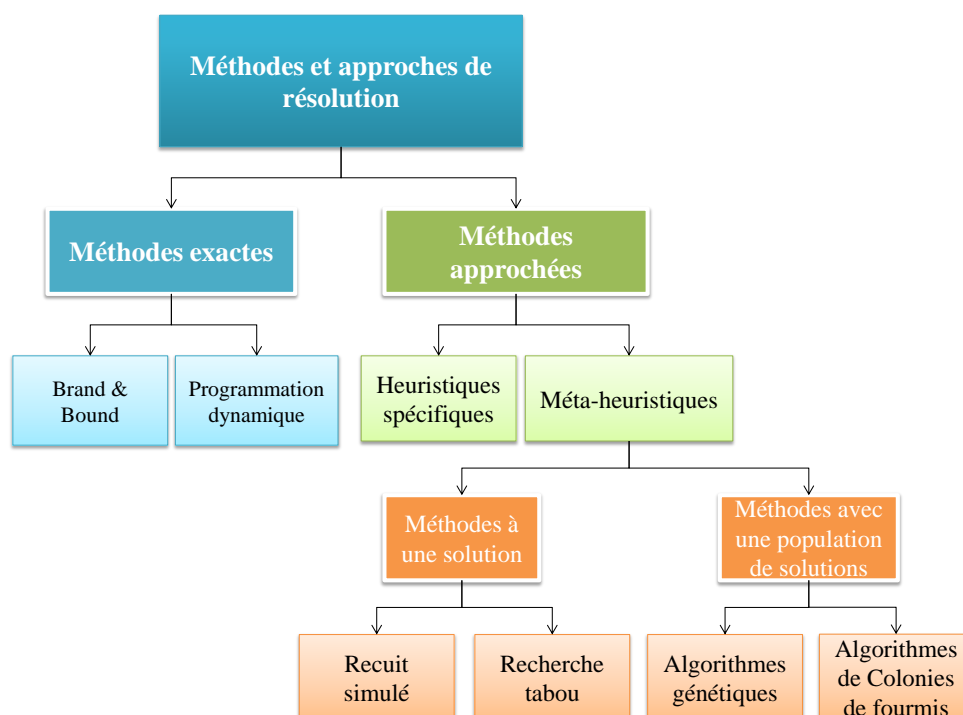 Méthodes et approches de
résolution
Méthodes exactes
Méthodes
approchées
Brand &
Bound
Programmation
dynamique
Heuristiques
spécifiques
Méta-heuristiques
Méthodes à
une solution
Méthodes avec
une population
de solutions
Recuit
simulé
Recherche
tabou
Algorithmes
génétiques
Algorithmes
de Colonies
de fourmis